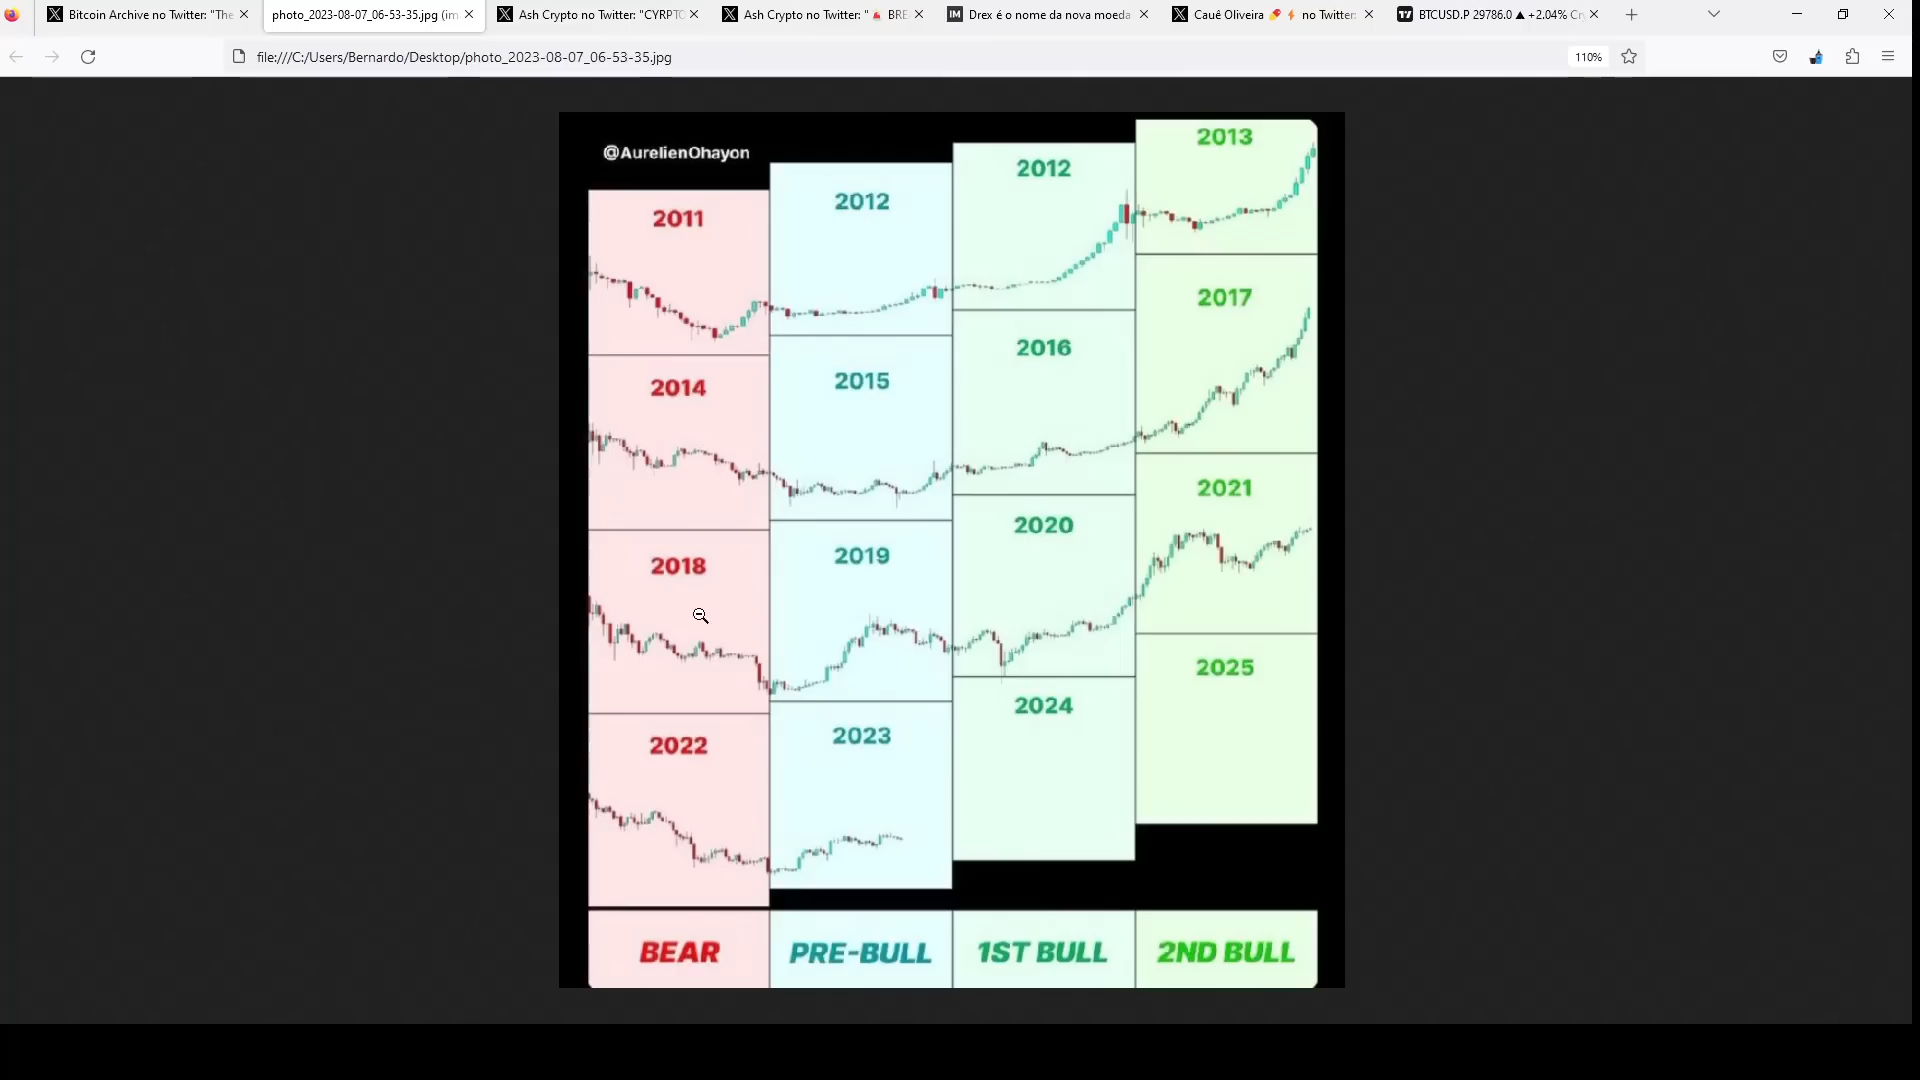 Bitcoin Archive no Twitter: "The
photo_2023-08-07_06-53-35.jpg (im
Ash Crypto no Twitter: "CYRPTO
Ash Crypto no Twitter: "🚨 BRE
Drex é o nome da nova moeda
Cauê Oliveira 🥜⚡ no Twitter:
BTCUSD.P 29786.0 ▲ +2.04% Cr
file:///C:/Users/Bernardo/Desktop/photo_2023-08-07_06-53-35.jpg
110%
@AurelienOhayon
2011
2012
2012
2013
2014
2015
2016
2017
2018
2019
2020
2021
2022
2023
2024
2025
BEAR
PRE-BULL
1ST BULL
2ND BULL